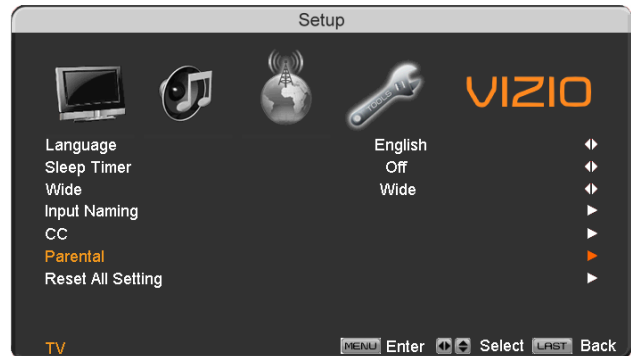 Setup
TOOLS
VIZIO
Language English
Sleep Timer Off
Wide Wide
Input Naming
CC
Parental
Reset All Setting
TV MENU Enter Select LAST Back